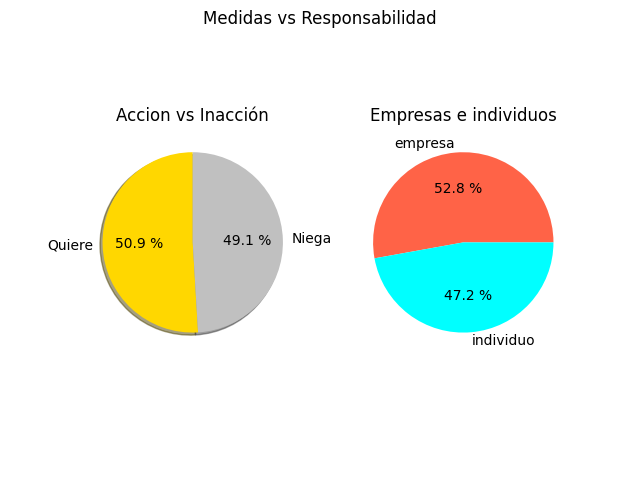 Medidas vs Responsabilidad
Accion vs Inacción
Quiere
50.9 %
49.1 %
Niega
Empresas e individuos
empresa
52.8 %
47.2 %
individuo